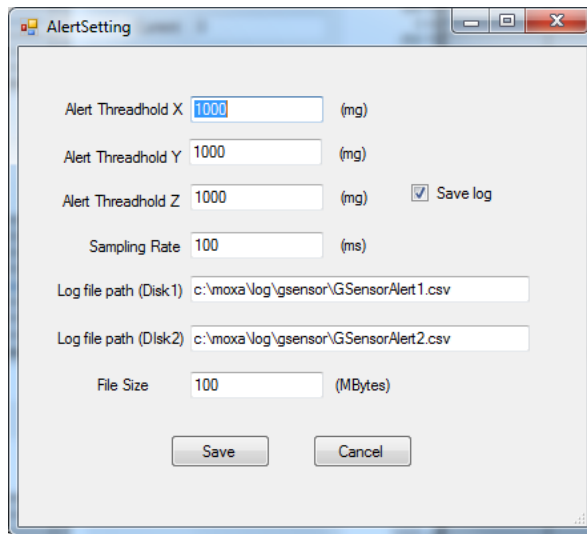 AlertSetting
Alert Threadhold X 1000 (mg)
Alert Threadhold Y 1000 (mg)
Alert Threadhold Z 1000 (mg) Save log
Sampling Rate 100 (ms)
Log file path (Disk1) c:\moxa\log\gsensor\GSensorAlert1.csv
Log file path (DIsk2) c:\moxa\log\gsensor\GSensorAlert2.csv
File Size 100 (MBytes)
Save Cancel